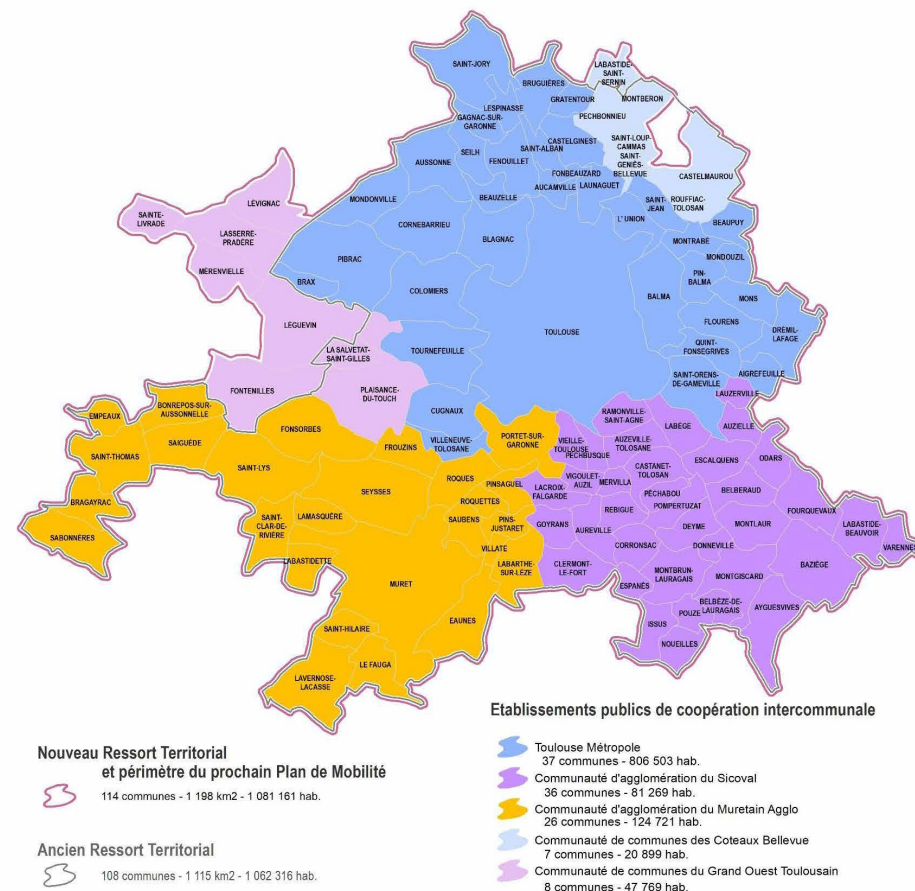 SAINT-JORY
LABASTIDE-
SAINT-
SERNIN
BRUGUIÈRES
GRATENTOUR
MONTBERON
LESPINASSE
PECHBONNIEU
GAGNAC-SUR-
GARONNE
CASTELGINEST
SAINT-LOUP-
CAMMAS
SAINT-ALBAN
SEILH
SAINT-
GENIÈS-
BELLEVUE
AUSSONNE
FENOUILLET
FONBEAUZARD
CASTELMAUROU
AUCAMVILLE
LAUNAGUET
LÉVIGNAC
MONDONVILLE
BEAUZELLE
SAINT-
JEAN
ROUFFIAC-
TOLOSAN
SAINTE-
LIVRADE
CORNEBARRIEU
L' UNION
BEAUPUY
LASSERRE-
PRADÈRE
BLAGNAC
MONTRABÉ
PIBRAC
MONDOUZIL
MÉRENVIELLE
PIN-
BALMA
BRAX
COLOMIERS
BALMA
MONS
LÉGUEVIN
FLOURENS
TOULOUSE
DRÉMIL-
LAFAGE
LA SALVETAT-
SAINT-GILLES
TOURNEFEUILLE
QUINT-
FONSEGRIVES
AIGREFEUILLE
SAINT-ORENS-
DE-GAMEVILLE
FONTENILLES
PLAISANCE-
DU-TOUCH
LAUZERVILLE
BONREPOS-SUR-
AUSSONNELLE
CUGNAUX
RAMONVILLE-
SAINT-AGNE
EMPEAUX
LABÈGE
AUZIELLE
FONSORBES
PORTET-SUR-
GARONNE
SAIGUÈDE
FROUZINS
VILLENEUVE-
TOLOSANE
VIEILLE-
TOULOUSE
AUZEVILLE-
TOLOSANE
PECHBUSQUE
SAINT-THOMAS
ESCALQUENS
ODARS
SAINT-LYS
CASTANET-
TOLOSAN
ROQUES
VIGOULET-
AUZIL
MERVILLA
PINSAGUEL
LACROIX-
FALGARDE
SEYSSES
BELBERAUD
PÉCHABOU
BRAGAYRAC
ROQUETTES
REBIGUE
POMPERTUZAT
FOURQUEVAUX
SAINT-
CLAR-DE-
RIVIÈRE
LAMASQUÈRE
SAUBENS
PINS-
JUSTARET
GOYRANS
AUREVILLE
DEYME
MONTLAUR
LABASTIDE-
BEAUVOIR
SABONNÈRES
DONNEVILLE
CORRONSAC
VILLATE
VARENNES
LABASTIDETTE
LABARTHE-
SUR-LÈZE
CLERMONT-
LE-FORT
MONTBRUN-
LAURAGAIS
BAZIÈGE
MURET
ESPANÈS
MONTGISCARD
BELBÈZE-DE-
LAURAGAIS
AYGUESVIVES
POUZE
EAUNES
ISSUS
SAINT-HILAIRE
NOUEILLES
LE FAUGA
LAVERNOSE-
LACASSE
Nouveau Ressort Territorial
et périmètre du prochain Plan de Mobilité
114 communes - 1 198 km2 - 1 081 161 hab.
Ancien Ressort Territorial
108 communes - 1 115 km2 - 1 062 316 hab.
Etablissements publics de coopération intercommunale
Toulouse Métropole
37 communes - 806 503 hab.
Communauté d'agglomération du Sicoval
36 communes - 81 269 hab.
Communauté d'agglomération du Muretain Agglo
26 communes - 124 721 hab.
Communauté de communes des Coteaux Bellevue
7 communes - 20 899 hab.
Communauté de communes du Grand Ouest Toulousain
8 communes - 47 769 hab.